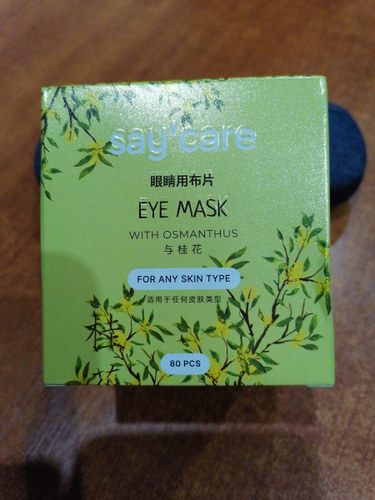 say'care
眼睛用布片
EYE MASK
WITH OSMANTHUS
与桂花
FOR ANY SKIN TYPE
适用于任何皮肤类型
桂
80 PCS